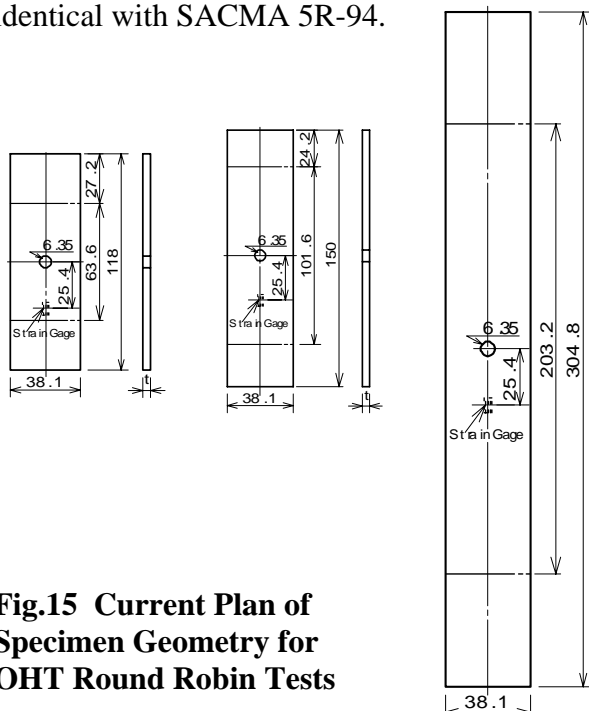 identical with SACMA 5R-94.
27.2
6.35
63.6
118
25.4
Strain Gage
38.1
t
24.2
6.35
101.6
150
25.4
Strain Gage
38.1
t
6.35
25.4
203.2
304.8
Strain Gage
38.1
Fig.15 Current Plan of
Specimen Geometry for
OHT Round Robin Tests